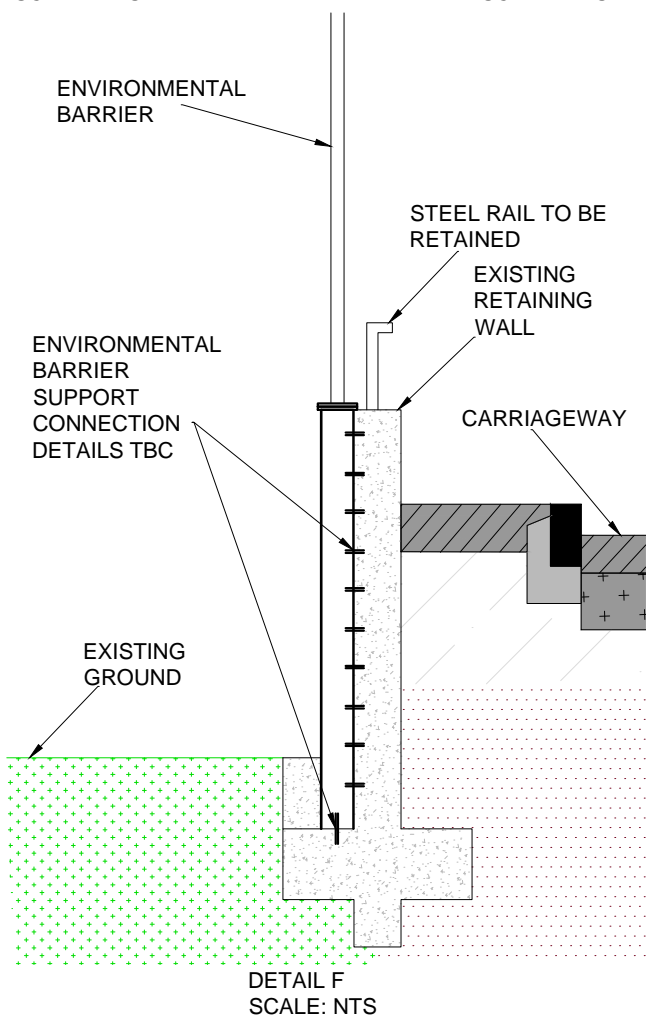 ENVIRONMENTAL
BARRIER
STEEL RAIL TO BE
RETAINED
EXISTING
RETAINING
WALL
ENVIRONMENTAL
BARRIER
SUPPORT
CONNECTION
DETAILS TBC
CARRIAGEWAY
EXISTING
GROUND
DETAIL F
SCALE: NTS